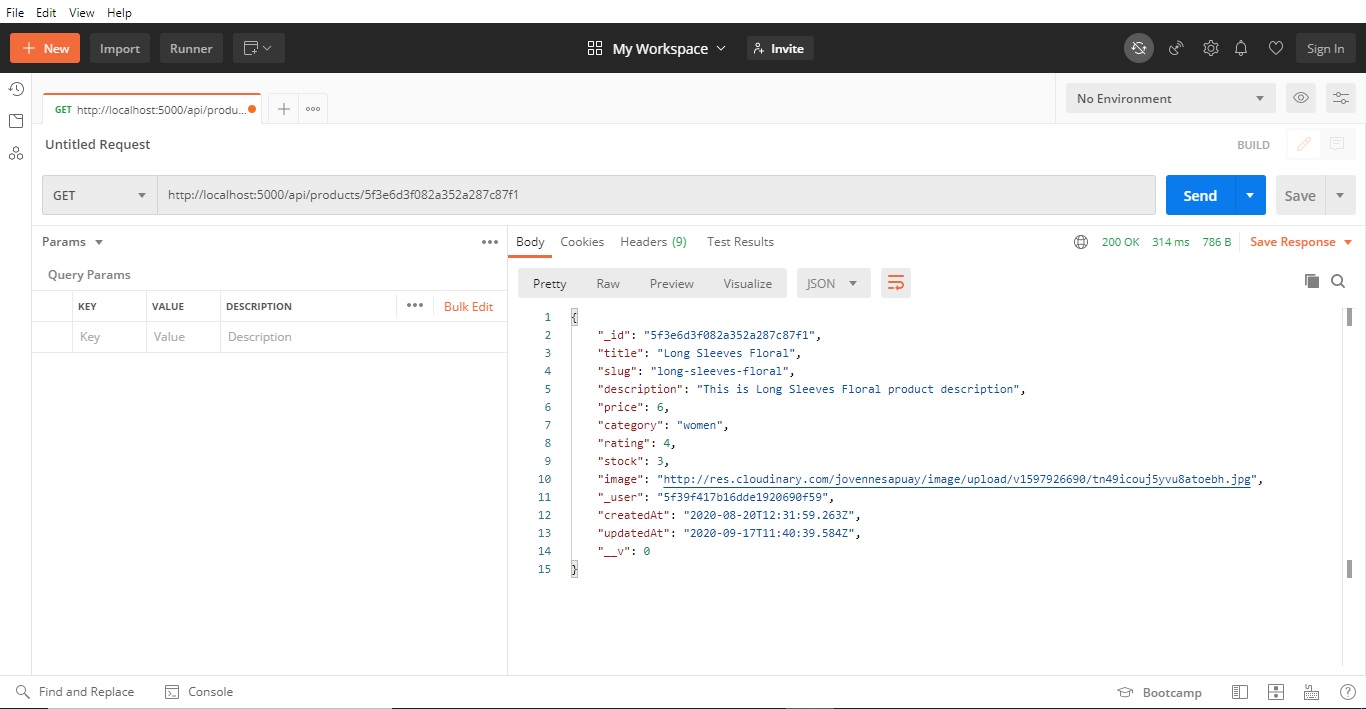 File Edit View Help
New Import Runner My Workspace Invite Sign In
GET http://localhost:5000/api/produ... No Environment
Untitled Request BUILD
GET http://localhost:5000/api/products/5f3e6d3f082a352a287c87f1 Send Save
Params Body Cookies Headers (9) Test Results 200 OK 314 ms 786 B Save Response
Query Params Pretty Raw Preview Visualize JSON
KEY VALUE DESCRIPTION Bulk Edit
Key Value Description
1 {
2 "_id": "5f3e6d3f082a352a287c87f1",
3 "title": "Long Sleeves Floral",
4 "slug": "long-sleeves-floral",
5 "description": "This is Long Sleeves Floral product description",
6 "price": 6,
7 "category": "women",
8 "rating": 4,
9 "stock": 3,
10 "image": "http://res.cloudinary.com/jovennesapuay/image/upload/v1597926690/tn49icouj5yvu8atoebh.jpg",
11 "_user": "5f39f417b16dde1920690f59",
12 "createdAt": "2020-08-20T12:31:59.263Z",
13 "updatedAt": "2020-09-17T11:40:39.584Z",
14 "__v": 0
15 }
Find and Replace Console Bootcamp